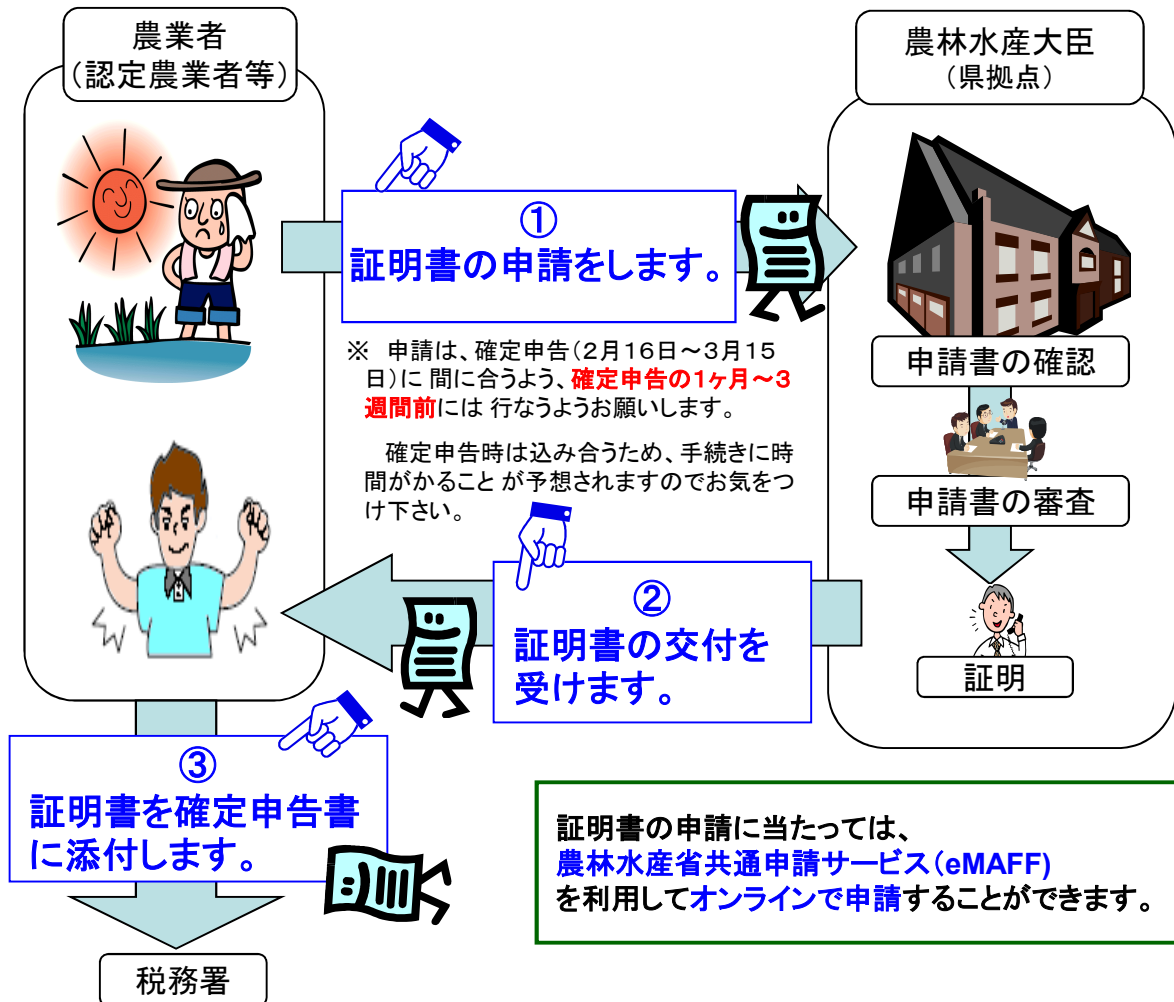 農業者
(認定農業者等)
農林水産大臣
(県拠点)
①
証明書の申請をします。
※ 申請は、確定申告(2月16日～3月15
日)に 間に合うよう、確定申告の1ヶ月～3
週間前には 行なうようお願いします。
確定申告時は込み合うため、手続きに時
間がかること が予想されますのでお気をつ
け下さい。
申請書の確認
申請書の審査
証明
②
証明書の交付を
受けます。
③
証明書を確定申告書
に添付します。
証明書の申請に当たっては、
農林水産省共通申請サービス(eMAFF)
を利用してオンラインで申請することができます。
税務署